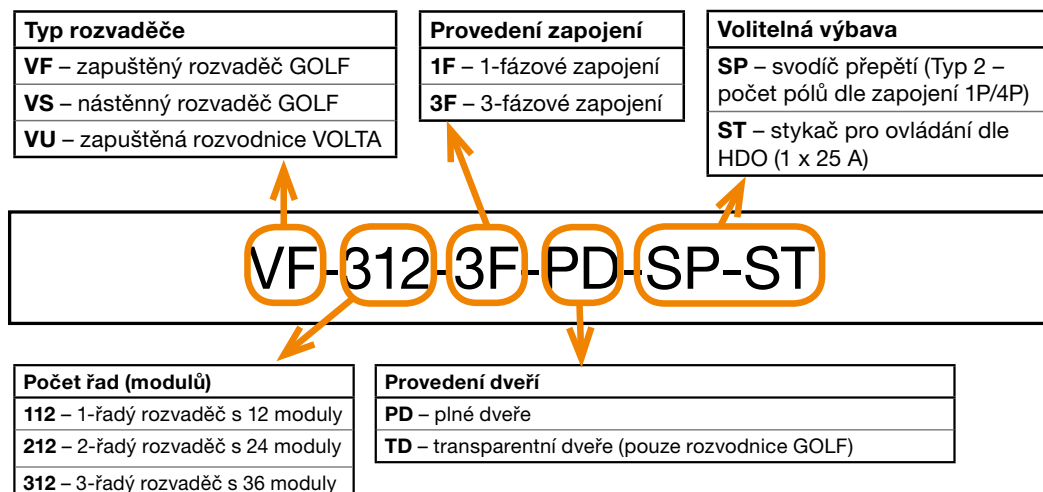 Typ rozvaděče
VF – zapuštěný rozvaděč GOLF
VS – nástěnný rozvaděč GOLF
VU – zapuštěná rozvodnice VOLTA
Provedení zapojení
1F – 1-fázové zapojení
3F – 3-fázové zapojení
Volitelná výbava
SP – svodíč přepětí (Typ 2 –
počet pólů dle zapojení 1P/4P)
ST – stykač pro ovládání dle
HDO (1 x 25 A)
VF-312-3F-PD-SP-ST
Počet řad (modulů)
112 – 1-řadý rozvaděč s 12 moduly
212 – 2-řadý rozvaděč s 24 moduly
312 – 3-řadý rozvaděč s 36 moduly
Provedení dveří
PD – plné dveře
TD – transparentní dveře (pouze rozvodnice GOLF)